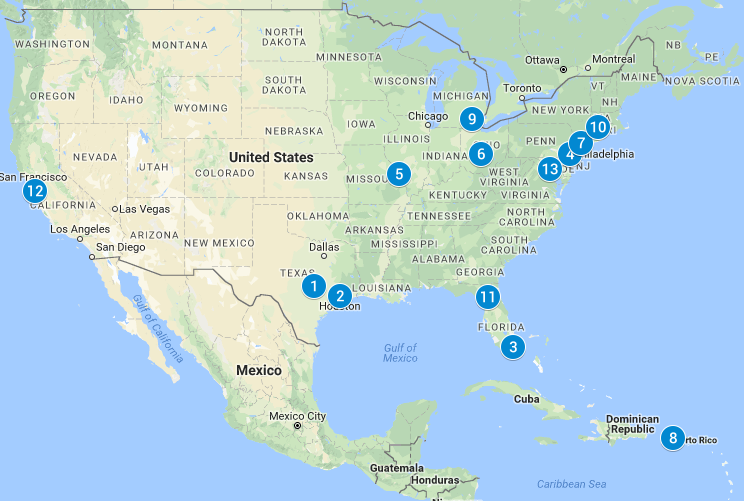 WASHINGTON
MONTANA
NORTH
DAKOTA
MINNESOTA
Ottawa
Montreal
NB
PE
MAINE
NOVA SCOTIA
OREGON
IDAHO
WYOMING
SOUTH
DAKOTA
WISCONSIN
MICHIGAN
Toronto
VT
NH
NEW YORK
NEBRASKA
IOWA
Chicago
9
10
NEVADA
UTAH
COLORADO
United States
KANSAS
ILLINOIS
INDIANA
6
PENN
7
4
Philadelphia
NJ
13
San Francisco
12
CALIFORNIA
5
WEST
VIRGINIA
VIRGINIA
KENTUCKY
Las Vegas
Los Angeles
San Diego
ARIZONA
NEW MEXICO
OKLAHOMA
ARKANSAS
TENNESSEE
NORTH
CAROLINA
SOUTH
CAROLINA
MISSISSIPPI
ALABAMA
GEORGIA
Dallas
TEXAS
1
2
Houston
LOUISIANA
11
FLORIDA
3
Gulf of California
Gulf of
Mexico
Mexico
Mexico City
Cuba
Dominican
Republic
8
rto Rico
Guatemala
Honduras
Caribbean Sea